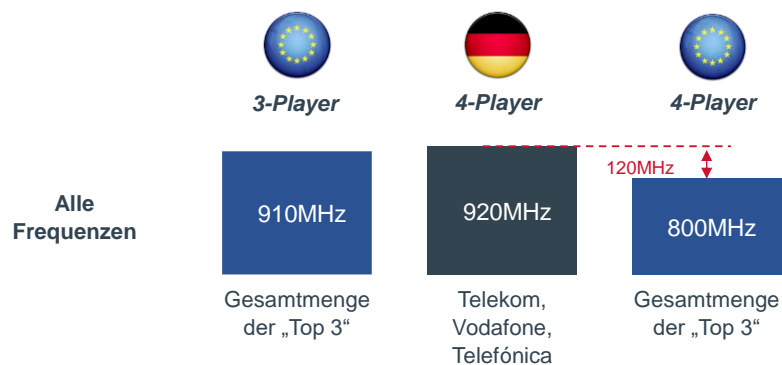 3-Player
4-Player
4-Player
120MHz
Alle
Frequenzen
910MHz
920MHz
800MHz
Gesamtmenge
der „Top 3“
Telekom,
Vodafone,
Telefónica
Gesamtmenge
der „Top 3“